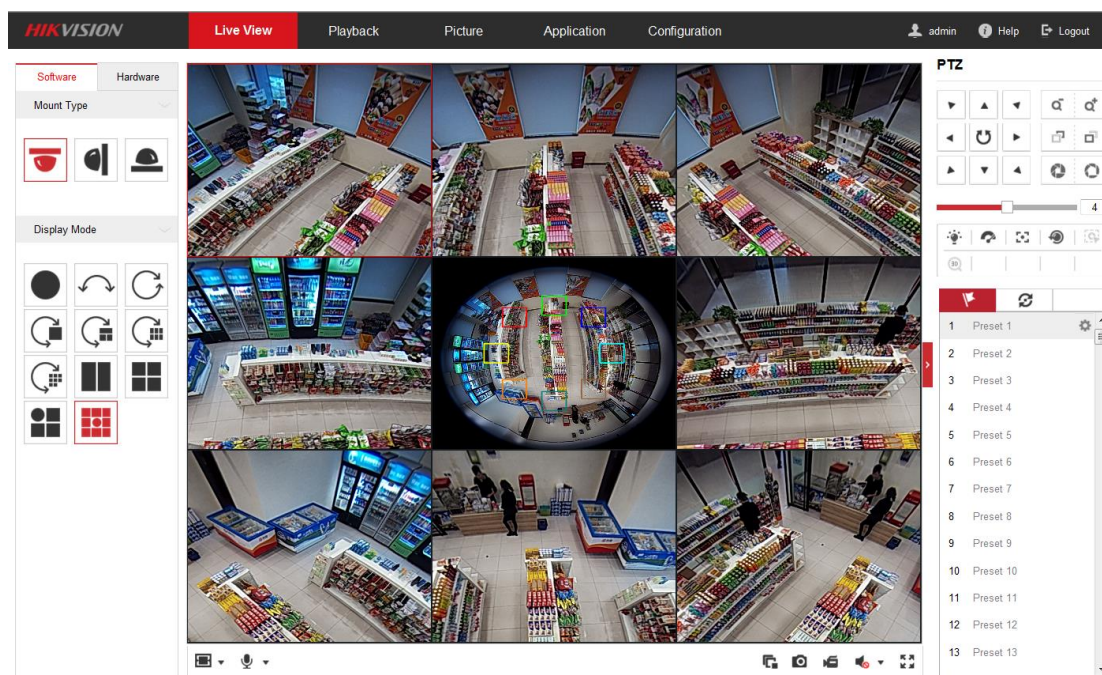 HIKVISION Live View Playback Picture Application Configuration admin Help Logout
Software Hardware
Mount Type
Display Mode
PTZ
4
1 Preset 1
2 Preset 2
3 Preset 3
4 Preset 4
5 Preset 5
6 Preset 6
7 Preset 7
8 Preset 8
9 Preset 9
10 Preset 10
11 Preset 11
12 Preset 12
13 Preset 13